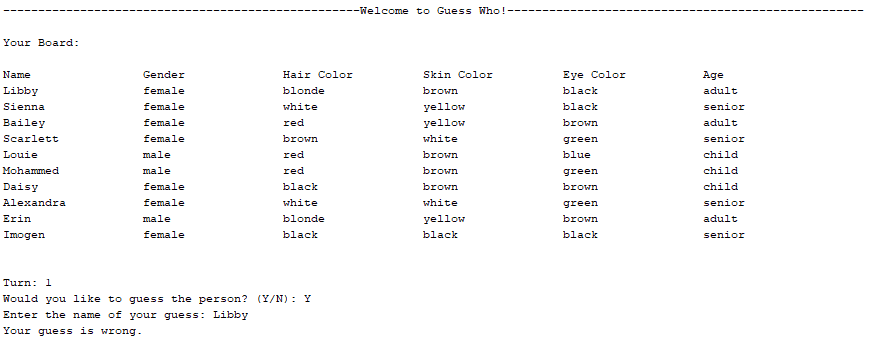 ---------------------------------------------------Welcome to Guess Who!---------------------------------------------------
Your Board:
Name Gender Hair Color Skin Color Eye Color Age
Libby female blonde brown black adult
Sienna female white yellow black senior
Bailey female red yellow brown adult
Scarlett female brown white green senior
Louie male red brown blue child
Mohammed male red brown green child
Daisy female black brown brown child
Alexandra female white white green senior
Erin male blonde yellow brown adult
Imogen female black black black senior
Turn: 1
Would you like to guess the person? (Y/N): Y
Enter the name of your guess: Libby
Your guess is wrong.